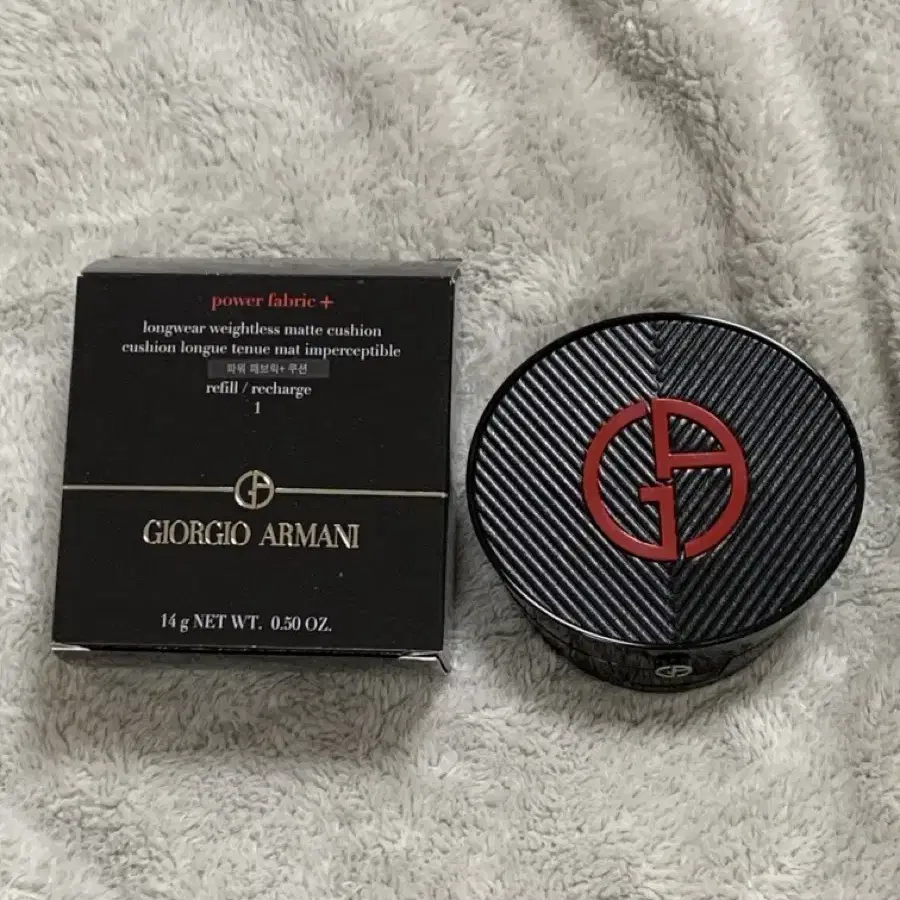 power fabric +
longwear weightless matte cushion
cushion longue tenue mat imperceptible
파워 패브릭+ 쿠션
refill / recharge
1
GA
GIORGIO ARMANI
14 g NET WT. 0.50 OZ.
GA
GA